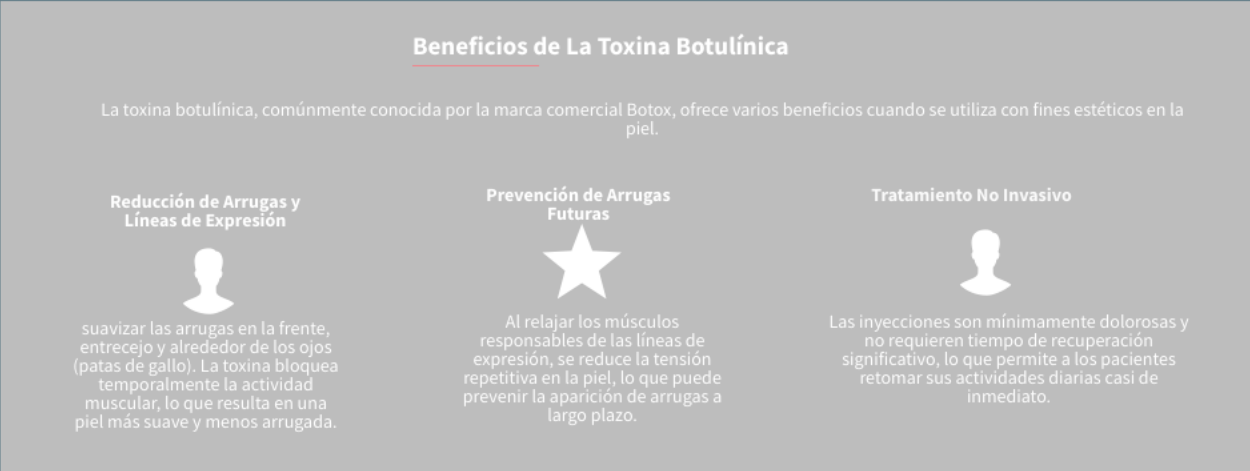 Beneficios de La Toxina Botulínica
La toxina botulínica, comúnmente conocida por la marca comercial Botox, ofrece varios beneficios cuando se utiliza con fines estéticos en la
piel.
Reducción de Arrugas y
Líneas de Expresión
suavizar las arrugas en la frente,
entrecejo y alrededor de los ojos
(patas de gallo). La toxina bloquea
temporalmente la actividad
muscular, lo que resulta en una
piel más suave y menos arrugada.
Prevención de Arrugas
Futuras
Al relajar los músculos
responsables de las líneas de
expresión, se reduce la tensión
repetitiva en la piel, lo que puede
prevenir la aparición de arrugas a
largo plazo.
Tratamiento No Invasivo
Las inyecciones son mínimamente dolorosas y
no requieren tiempo de recuperación
significativo, lo que permite a los pacientes
retomar sus actividades diarias casi de
inmediato.